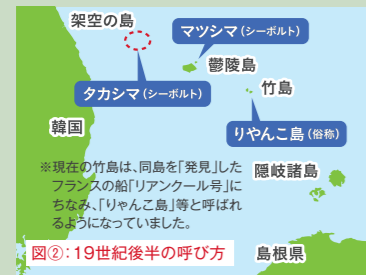 架空の島
マツシマ(シーボルト)
鬱陵島
タカシマ(シーボルト)
竹島
韓国
りやんこ島(俗称)
※現在の竹島は、同島を「発見」した
フランスの船「リアンクール号」に
ちなみ、「りゃんこ島」等と呼ばれ
るようになっていました。
隠岐諸島
図②:19世紀後半の呼び方
島根県